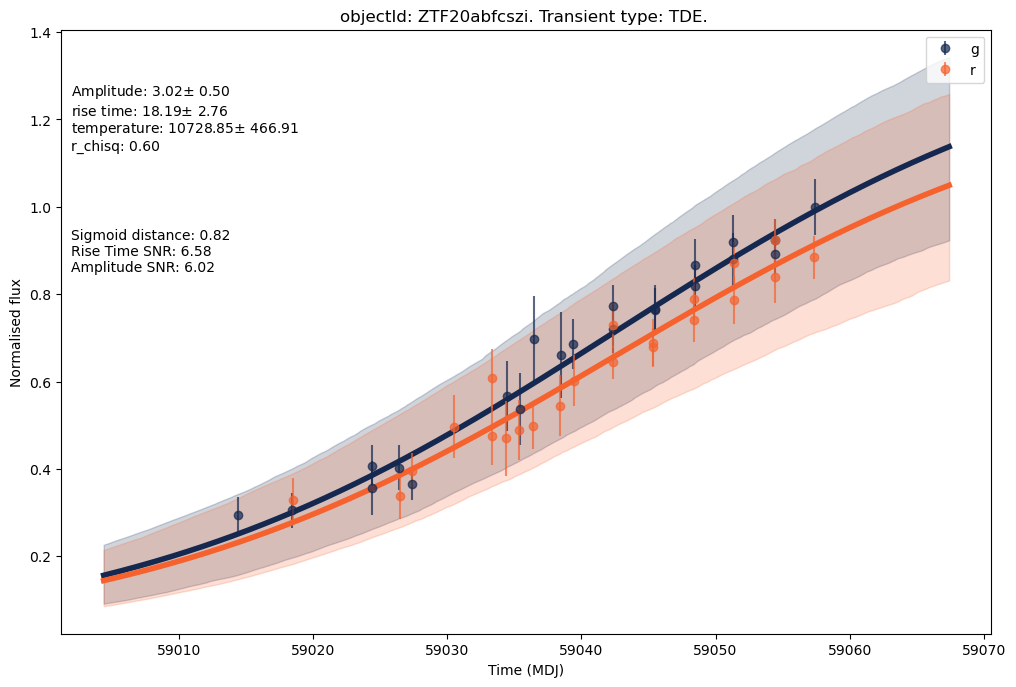 objectId: ZTF20abfcszi. Transient type: TDE.
g
r
Amplitude: 3.02± 0.50
rise time: 18.19± 2.76
temperature: 10728.85± 466.91
r_chisq: 0.60
Sigmoid distance: 0.82
Rise Time SNR: 6.58
Amplitude SNR: 6.02
Normalised flux
1.4
1.2
1.0
0.8
0.6
0.4
0.2
59010 59020 59030 59040 59050 59060 59070
Time (MDJ)